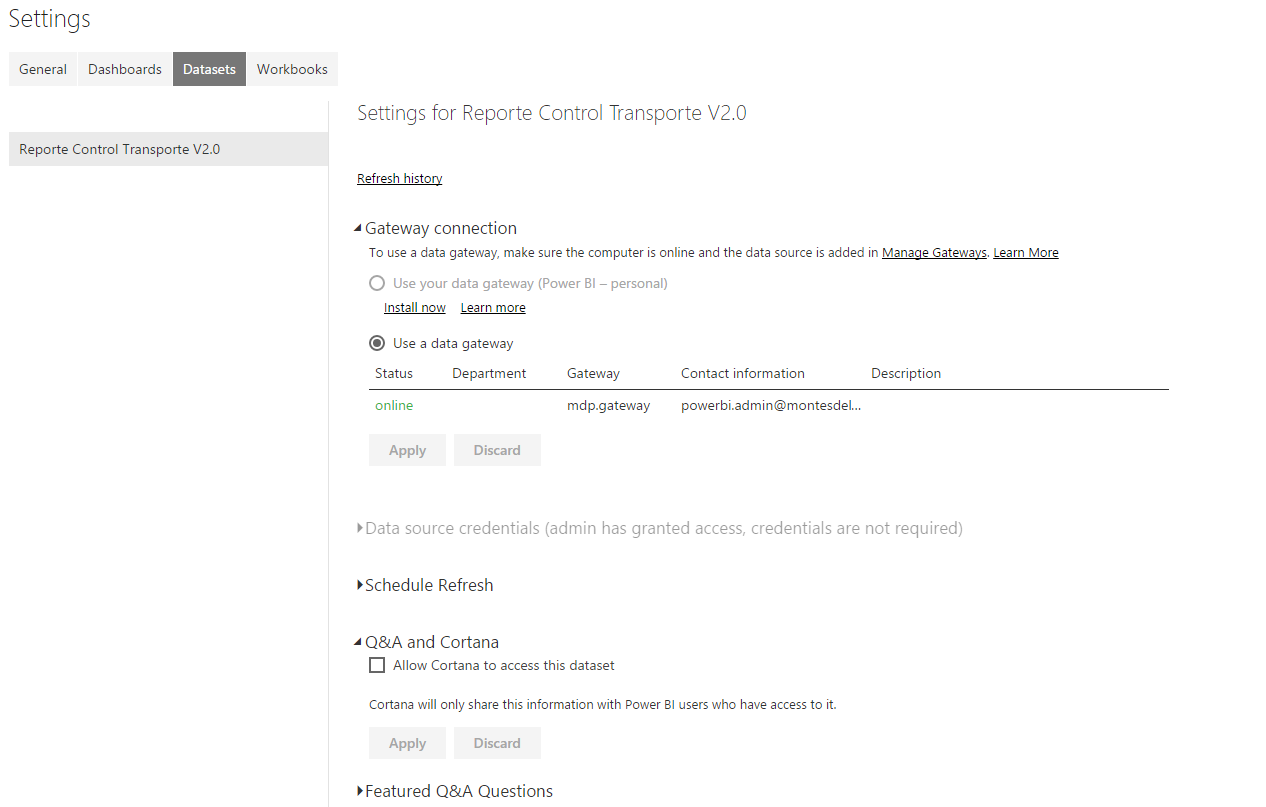 Settings
General Dashboards Datasets Workbooks
Reporte Control Transporte V2.0
Settings for Reporte Control Transporte V2.0
Refresh history
Gateway connection
To use a data gateway, make sure the computer is online and the data source is added in Manage Gateways. Learn More
Use your data gateway (Power BI – personal)
Install now Learn more
Use a data gateway
Status Department Gateway Contact information Description
online mdp.gateway powerbi.admin@montesdel...
Apply Discard
Data source credentials (admin has granted access, credentials are not required)
Schedule Refresh
Q&A and Cortana
Allow Cortana to access this dataset
Cortana will only share this information with Power BI users who have access to it.
Apply Discard
Featured Q&A Questions